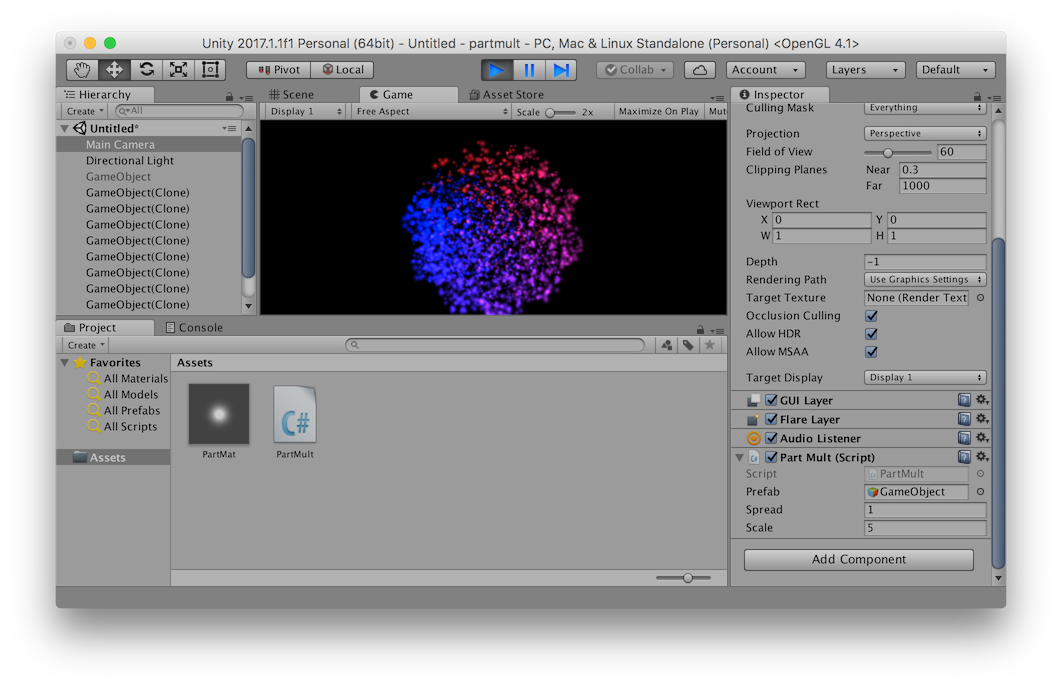 Unity 2017.1.1f1 Personal (64bit) - Untitled - partmult - PC, Mac & Linux Standalone (Personal) <OpenGL 4.1>
Pivot Local Collab Account Layers Default
Hierarchy
Create All
Untitled*
Main Camera
Directional Light
GameObject
GameObject(Clone)
GameObject(Clone)
GameObject(Clone)
GameObject(Clone)
GameObject(Clone)
GameObject(Clone)
GameObject(Clone)
GameObject(Clone)
Scene Game Asset Store
Display 1 Free Aspect Scale 2x Maximize On Play Mut
Project Console
Create
Favorites
All Materials
All Models
All Prefabs
All Scripts
Assets
Assets
C#
PartMat PartMult
Inspector
Culling Mask Everything
Projection Perspective
Field of View 60
Clipping Planes Near 0.3
Far 1000
Viewport Rect
X 0 Y 0
W 1 H 1
Depth -1
Rendering Path Use Graphics Settings
Target Texture None (Render Text
Occlusion Culling
Allow HDR
Allow MSAA
Target Display Display 1
GUI Layer
Flare Layer
Audio Listener
Part Mult (Script)
Script PartMult
Prefab GameObject
Spread 1
Scale 5
Add Component